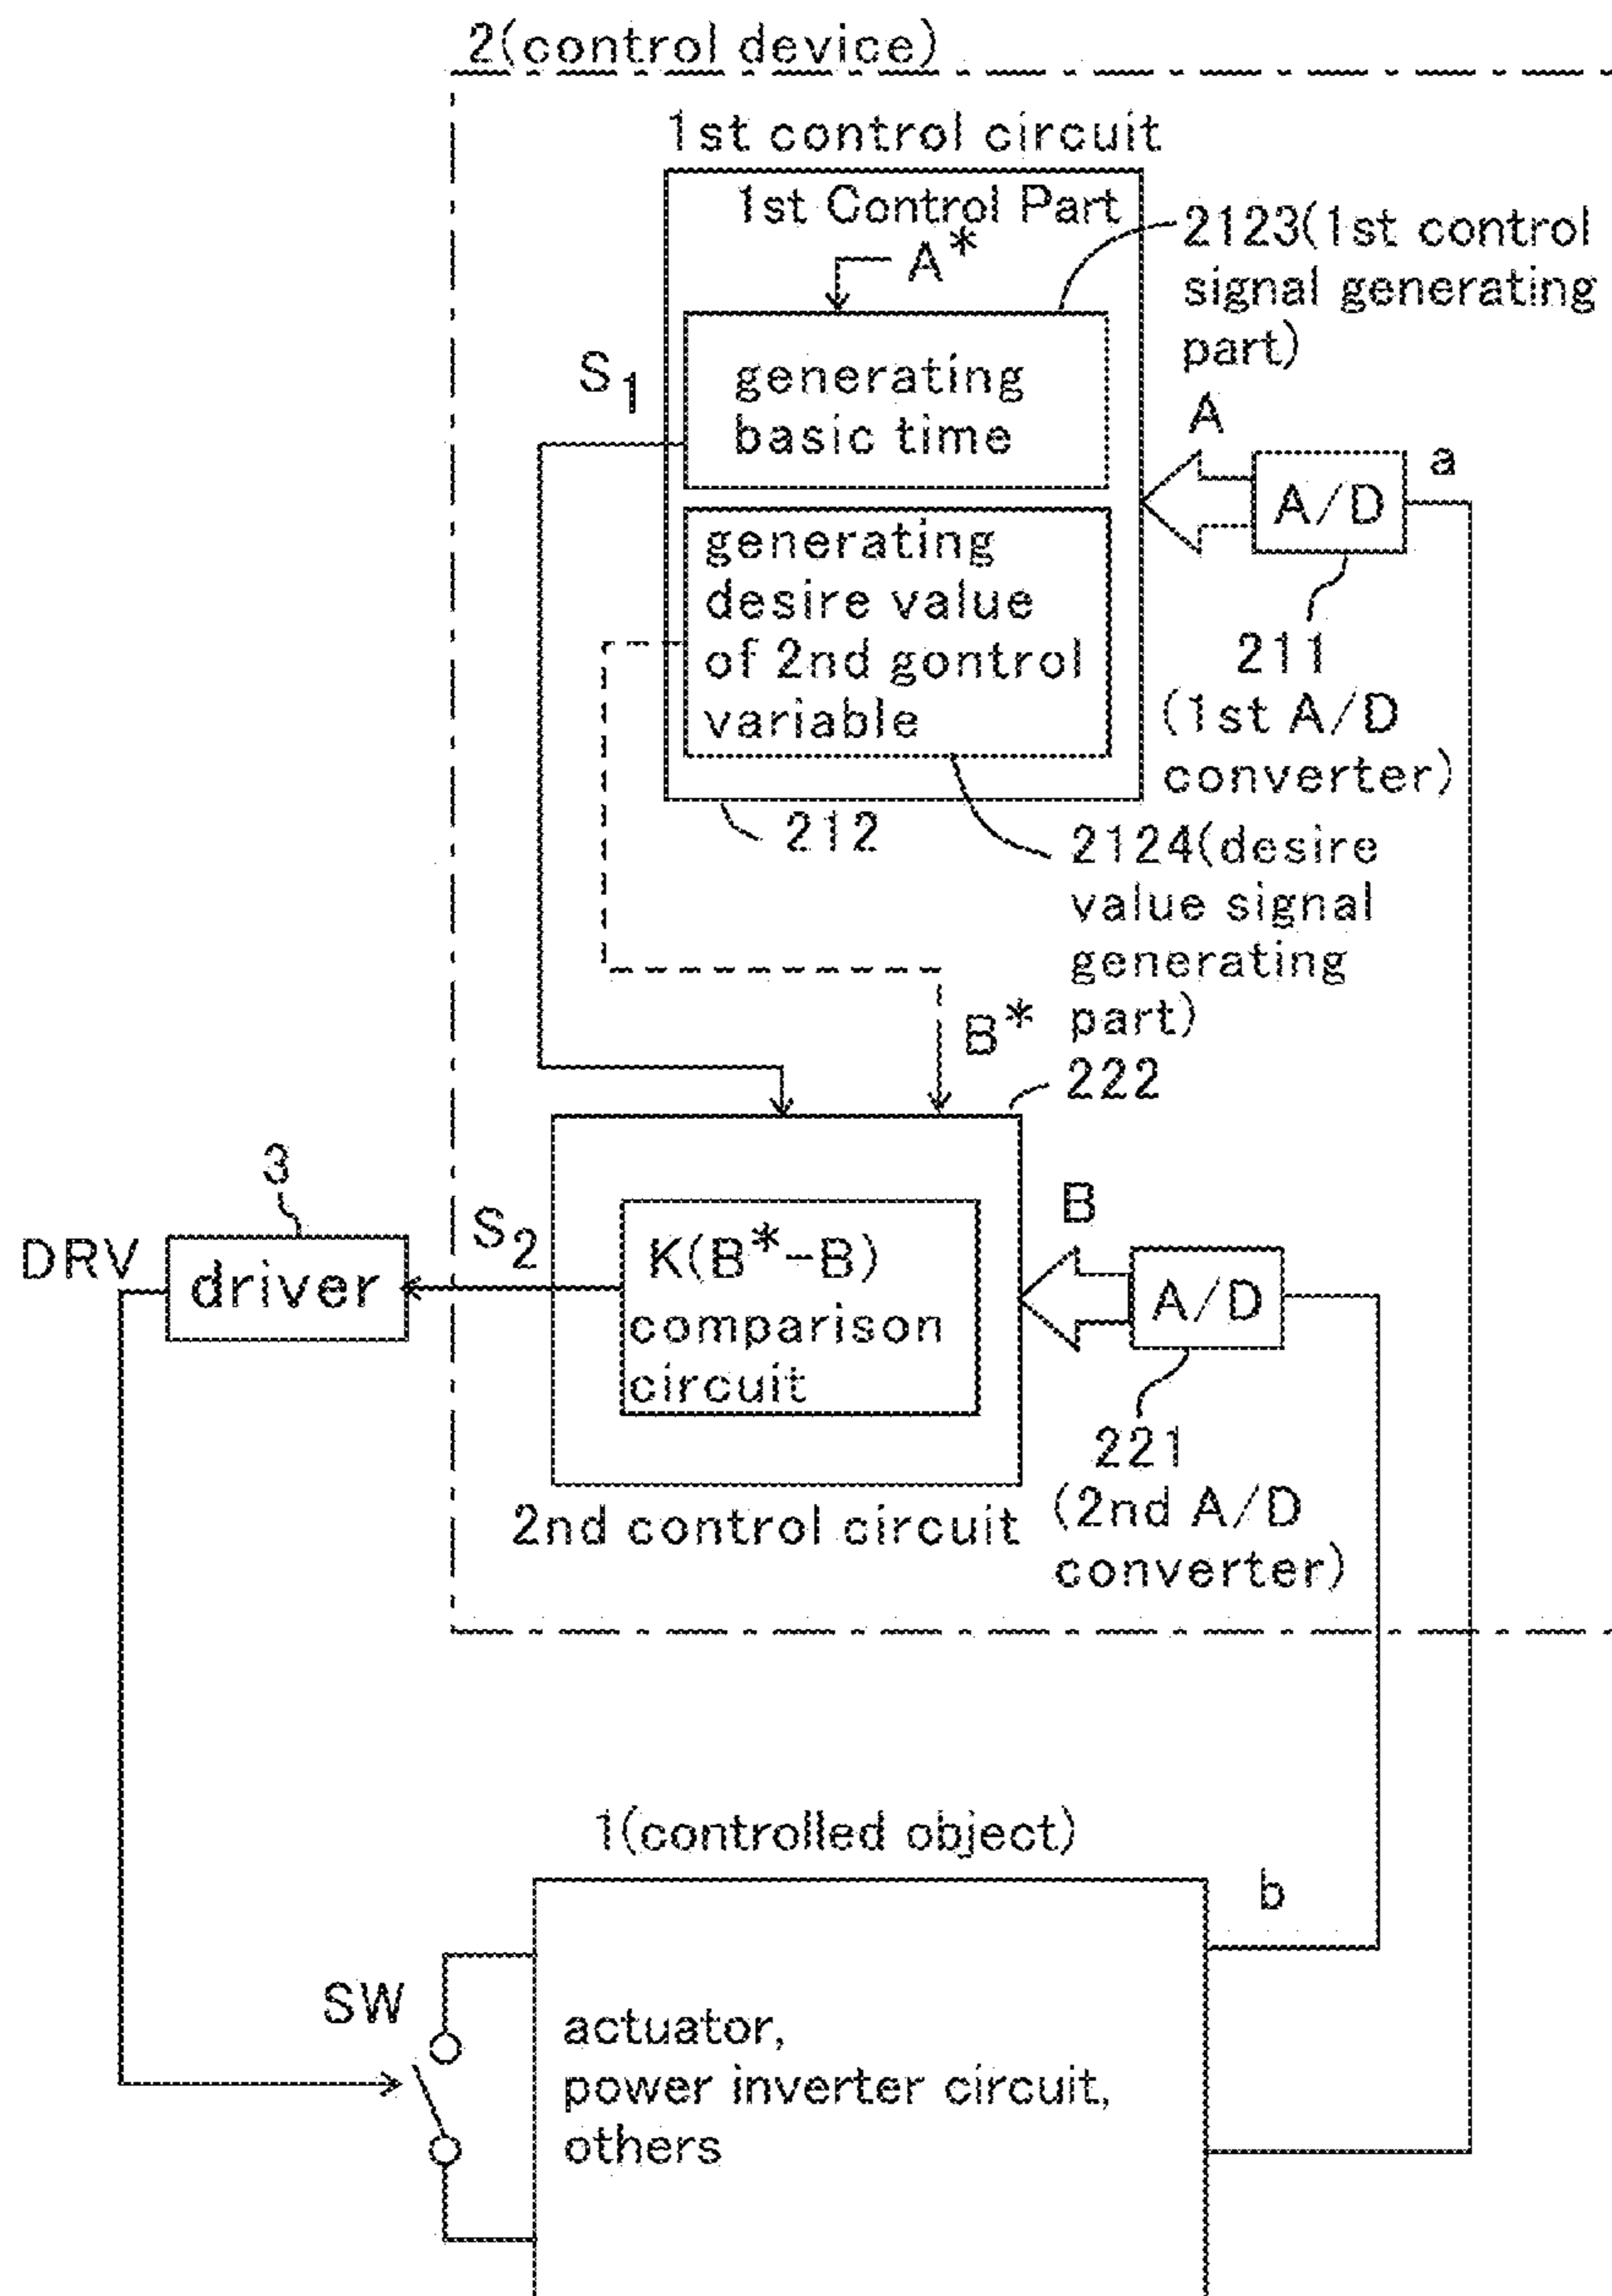 2(control device)
1st control circuit
1st Control Part
A*
2123(1st control
signal generating
part)
S1
generating
basic time
A
A/D
a
generating
desire value
of 2nd gontrol
variable
211
(1st A/D
converter)
212
2124(desire
value signal
generating
part)
B*
222
3
DRV
driver
S2
K(B*-B)
comparison
circuit
B
A/D
221
(2nd A/D
converter)
2nd control circuit
1(controlled object)
b
SW
actuator,
power inverter circuit,
others